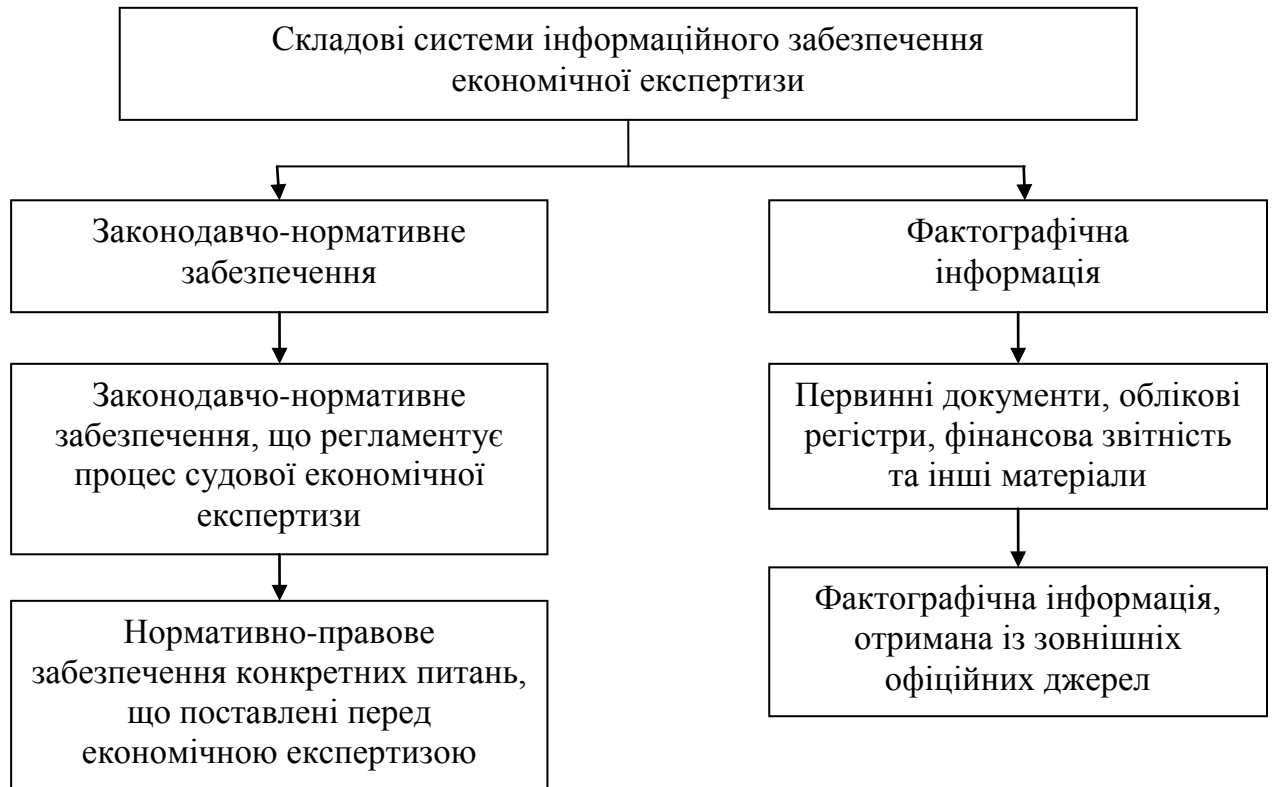 Складові системи інформаційного забезпечення
економічної експертизи
Законодавчо-нормативне
забезпечення
Фактографічна
інформація
Законодавчо-нормативне
забезпечення, що регламентує
процес судової економічної
експертизи
Первинні документи, облікові
регістри, фінансова звітність
та інші матеріали
Нормативно-правове
забезпечення конкретних питань,
що поставлені перед
економічною експертизою
Фактографічна інформація,
отримана із зовнішніх
офіційних джерел